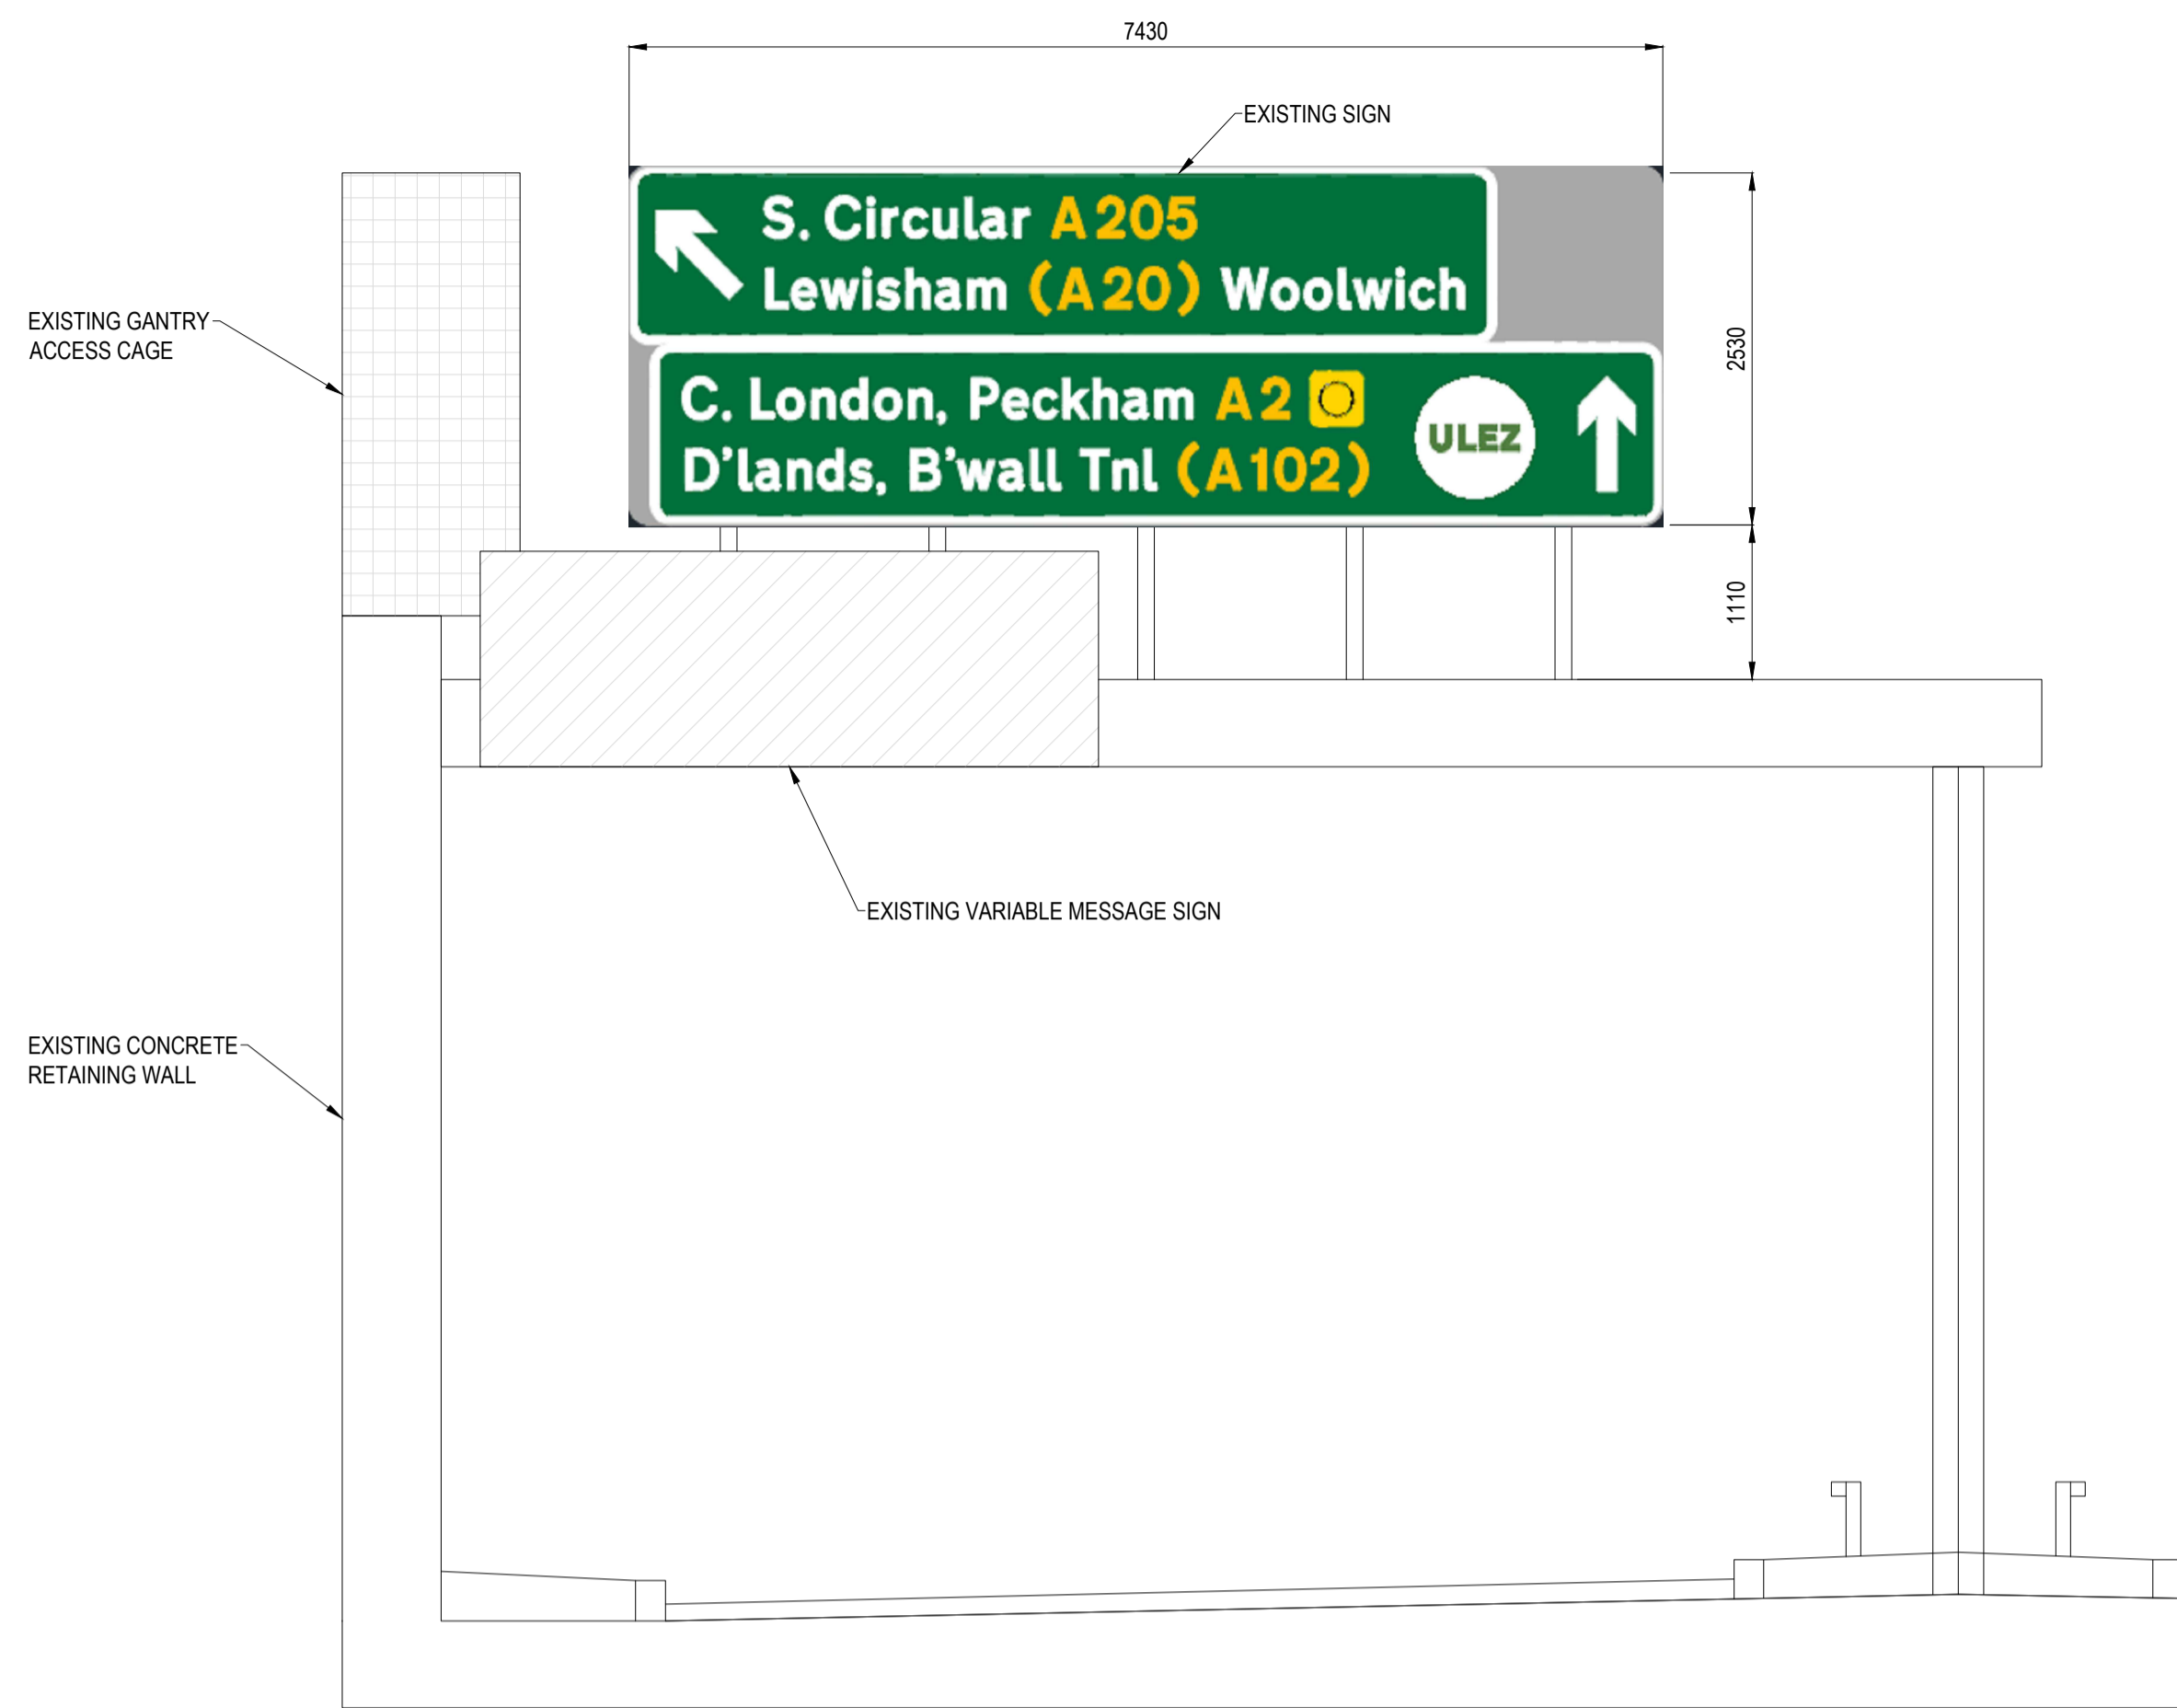 7430
EXISTING SIGN
S. Circular A205
Lewisham (A20) Woolwich
C. London, Peckham A2
D'lands, B'wall Tnl (A102)
ULEZ
2530
1110
EXISTING GANTRY
ACCESS CAGE
EXISTING VARIABLE MESSAGE SIGN
EXISTING CONCRETE
RETAINING WALL